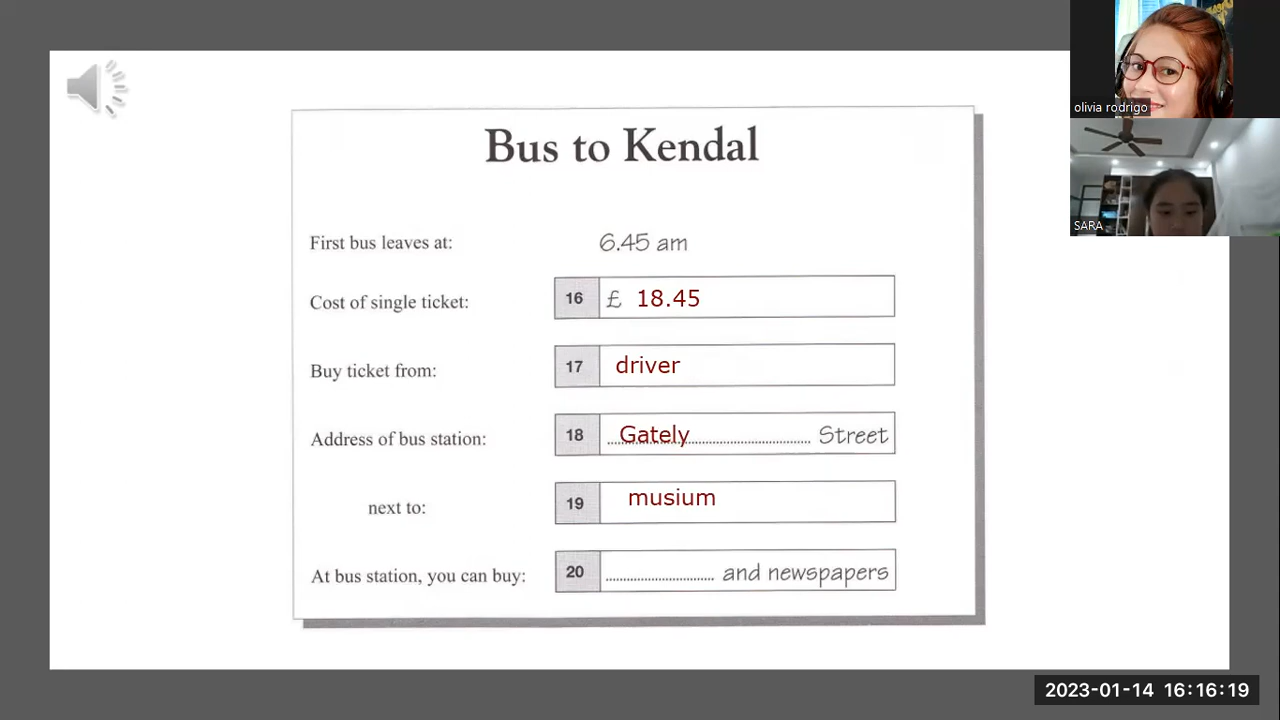 Bus to Kendal
First bus leaves at: 6.45 am
Cost of single ticket: 16 £ 18.45
Buy ticket from: 17 driver
Address of bus station: 18 Gately Street
next to: 19 musium
At bus station, you can buy: 20 and newspapers
olivia rodrigo
SARA
2023-01-14 16:16:19